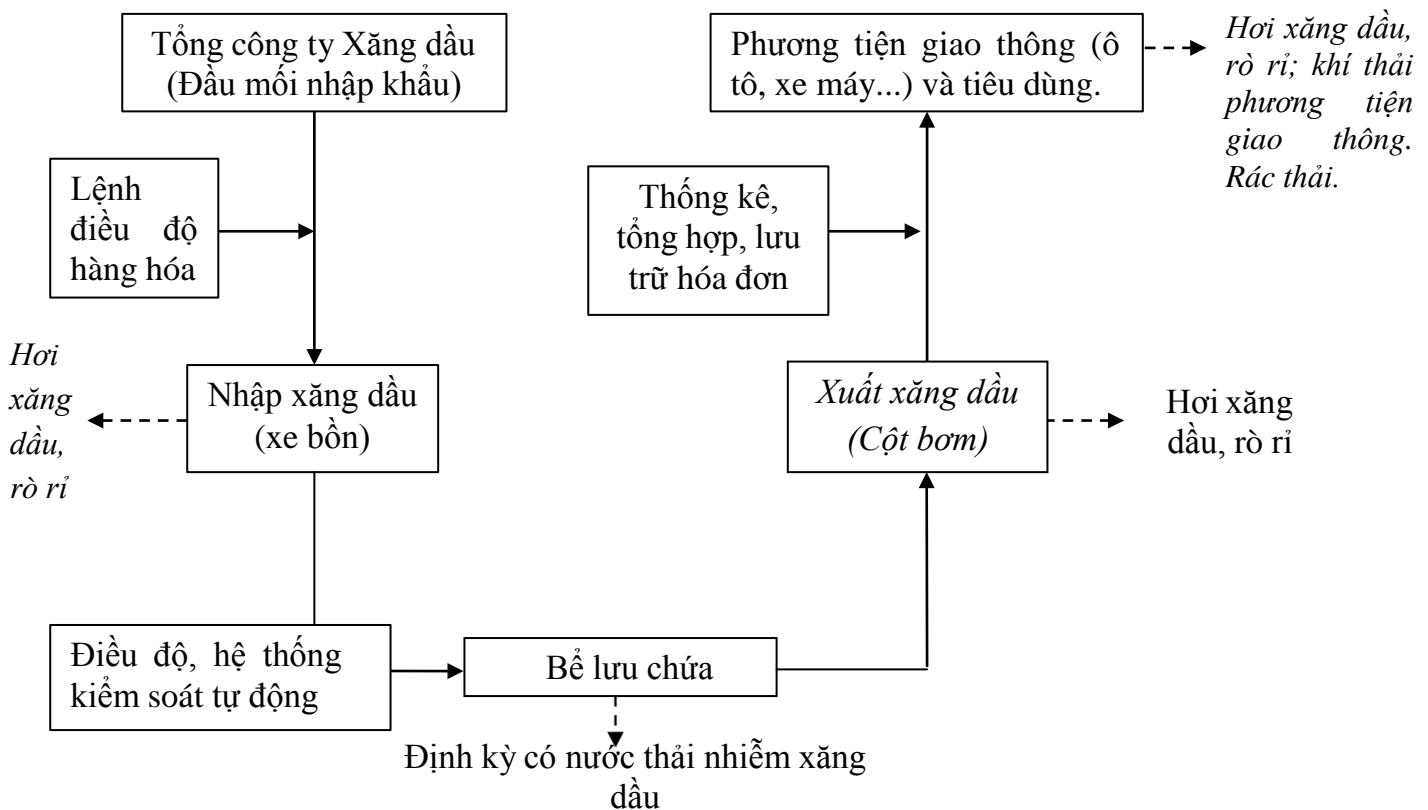 Tổng công ty Xăng dầu
(Đầu mối nhập khẩu)
Phương tiện giao thông (ô
tô, xe máy...) và tiêu dùng.
Hơi xăng dầu,
rò rỉ; khí thải
phương tiện
giao thông.
Rác thải.
Lệnh
điều độ
hàng hóa
Thống kê,
tổng hợp, lưu
trữ hóa đơn
Hơi
xăng
dầu,
rò rỉ
Nhập xăng dầu
(xe bồn)
Xuất xăng dầu
(Cột bơm)
Hơi xăng
dầu, rò rỉ
Điều độ, hệ thống
kiểm soát tự động
Bể lưu chứa
Định kỳ có nước thải nhiễm xăng
dầu